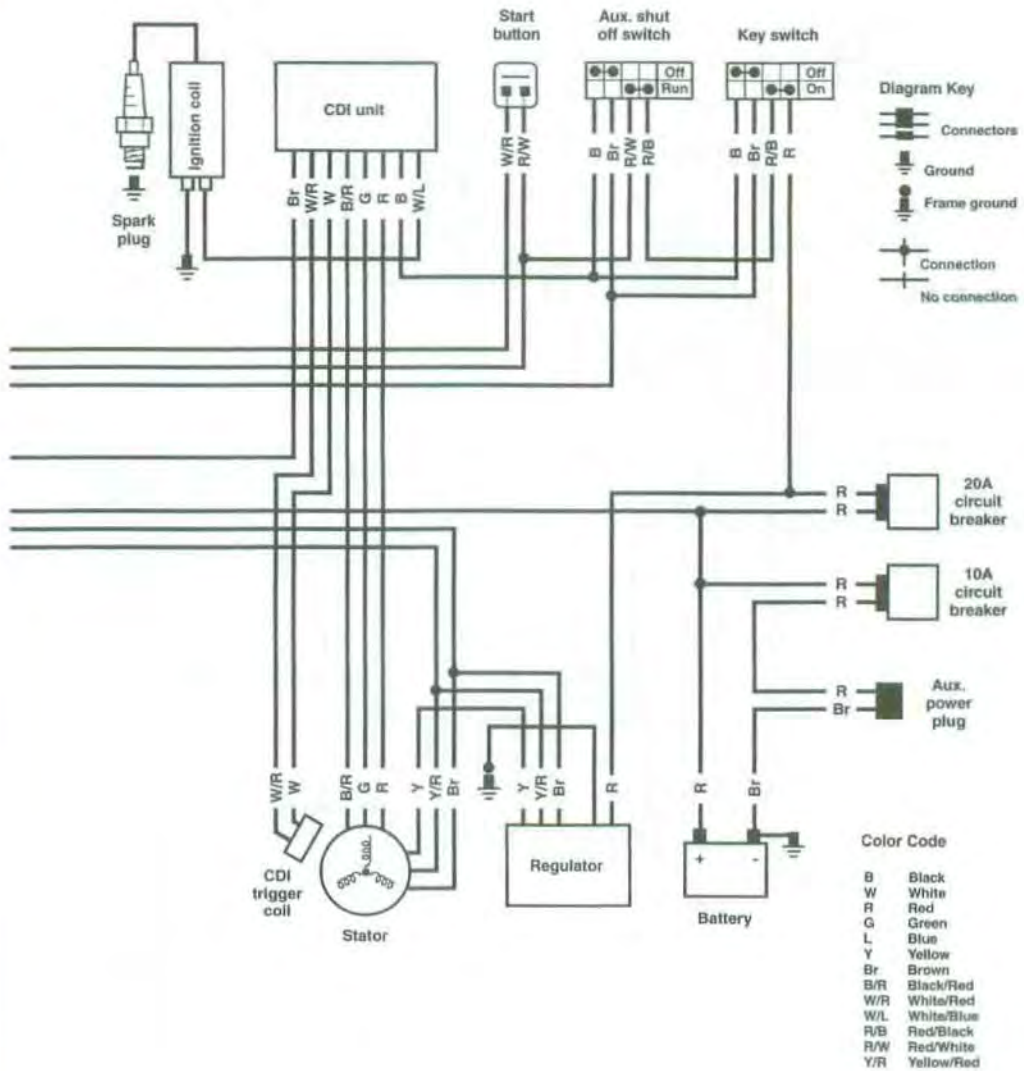 Start button
Aux. shut off switch
Key switch
Off
Run
Off
On
Diagram Key
Connectors
Ground
Frame ground
Connection
No connection
Ignition coil
CDI unit
Spark plug
Br
W/R
W
B/R
G
R
B
W/L
W/R
R/W
B
Br
R/W
R/B
B
Br
R/B
R
R
R
20A circuit breaker
R
R
10A circuit breaker
R
Br
Aux. power plug
W/R
W
B/R
G
R
Y
Y/R
Br
Y
Y/R
Br
R
R
Br
CDI trigger coil
Stator
Regulator
+
-
Battery
Color Code
B Black
W White
R Red
G Green
L Blue
Y Yellow
Br Brown
B/R Black/Red
W/R White/Red
W/L White/Blue
R/B Red/Black
R/W Red/White
Y/R Yellow/Red